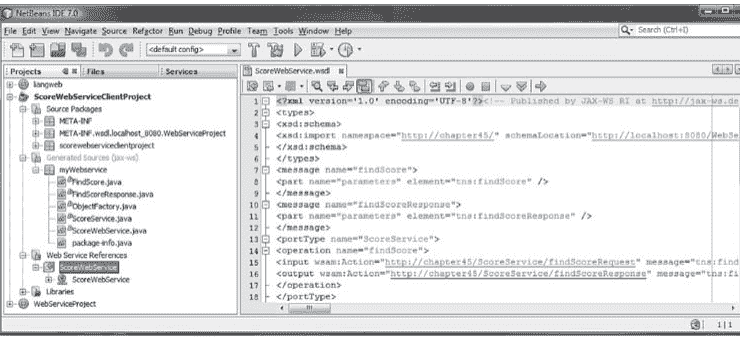 NetBeans IDE 7.0
File Edit View Navigate Source Refactor Run Debug Profile Team Tools Window Help
Search (Ctrl+I)
<default config>
Projects
Files
Services
ScoreWebService.wsdl
liangweb
ScoreWebServiceClientProject
Source Packages
META-INF
META-INF.wsdl.localhost_8080.WebServiceProject
scorewebserviceclientproject
Generated Sources (jax-ws)
myWebservice
FindScore.java
FindScoreResponse.java
ObjectFactory.java
ScoreService.java
ScoreWebService.java
package-info.java
Web Service References
ScoreWebService
ScoreWebService
Libraries
WebServiceProject
1 <?xml version='1.0' encoding='UTF-8'?><!-- Published by JAX-WS RI at http://jax-ws.de
2 <types>
3 <xsd:schema>
4 <xsd:import namespace="http://chapter45/" schemaLocation="http://localhost:8080/WebSe
5 </xsd:schema>
6 </types>
7 <message name="findScore">
8 <part name="parameters" element="tns:findScore" />
9 </message>
10 <message name="findScoreResponse">
11 <part name="parameters" element="tns:findScoreResponse" />
12 </message>
13 <portType name="ScoreService">
14 <operation name="findScore">
15 <input wsam:Action="http://chapter45/ScoreService/findScoreRequest" message="tns:find
16 <output wsam:Action="http://chapter45/ScoreService/findScoreResponse" message="tns:fi
17 </operation>
18 </portType>
1|1